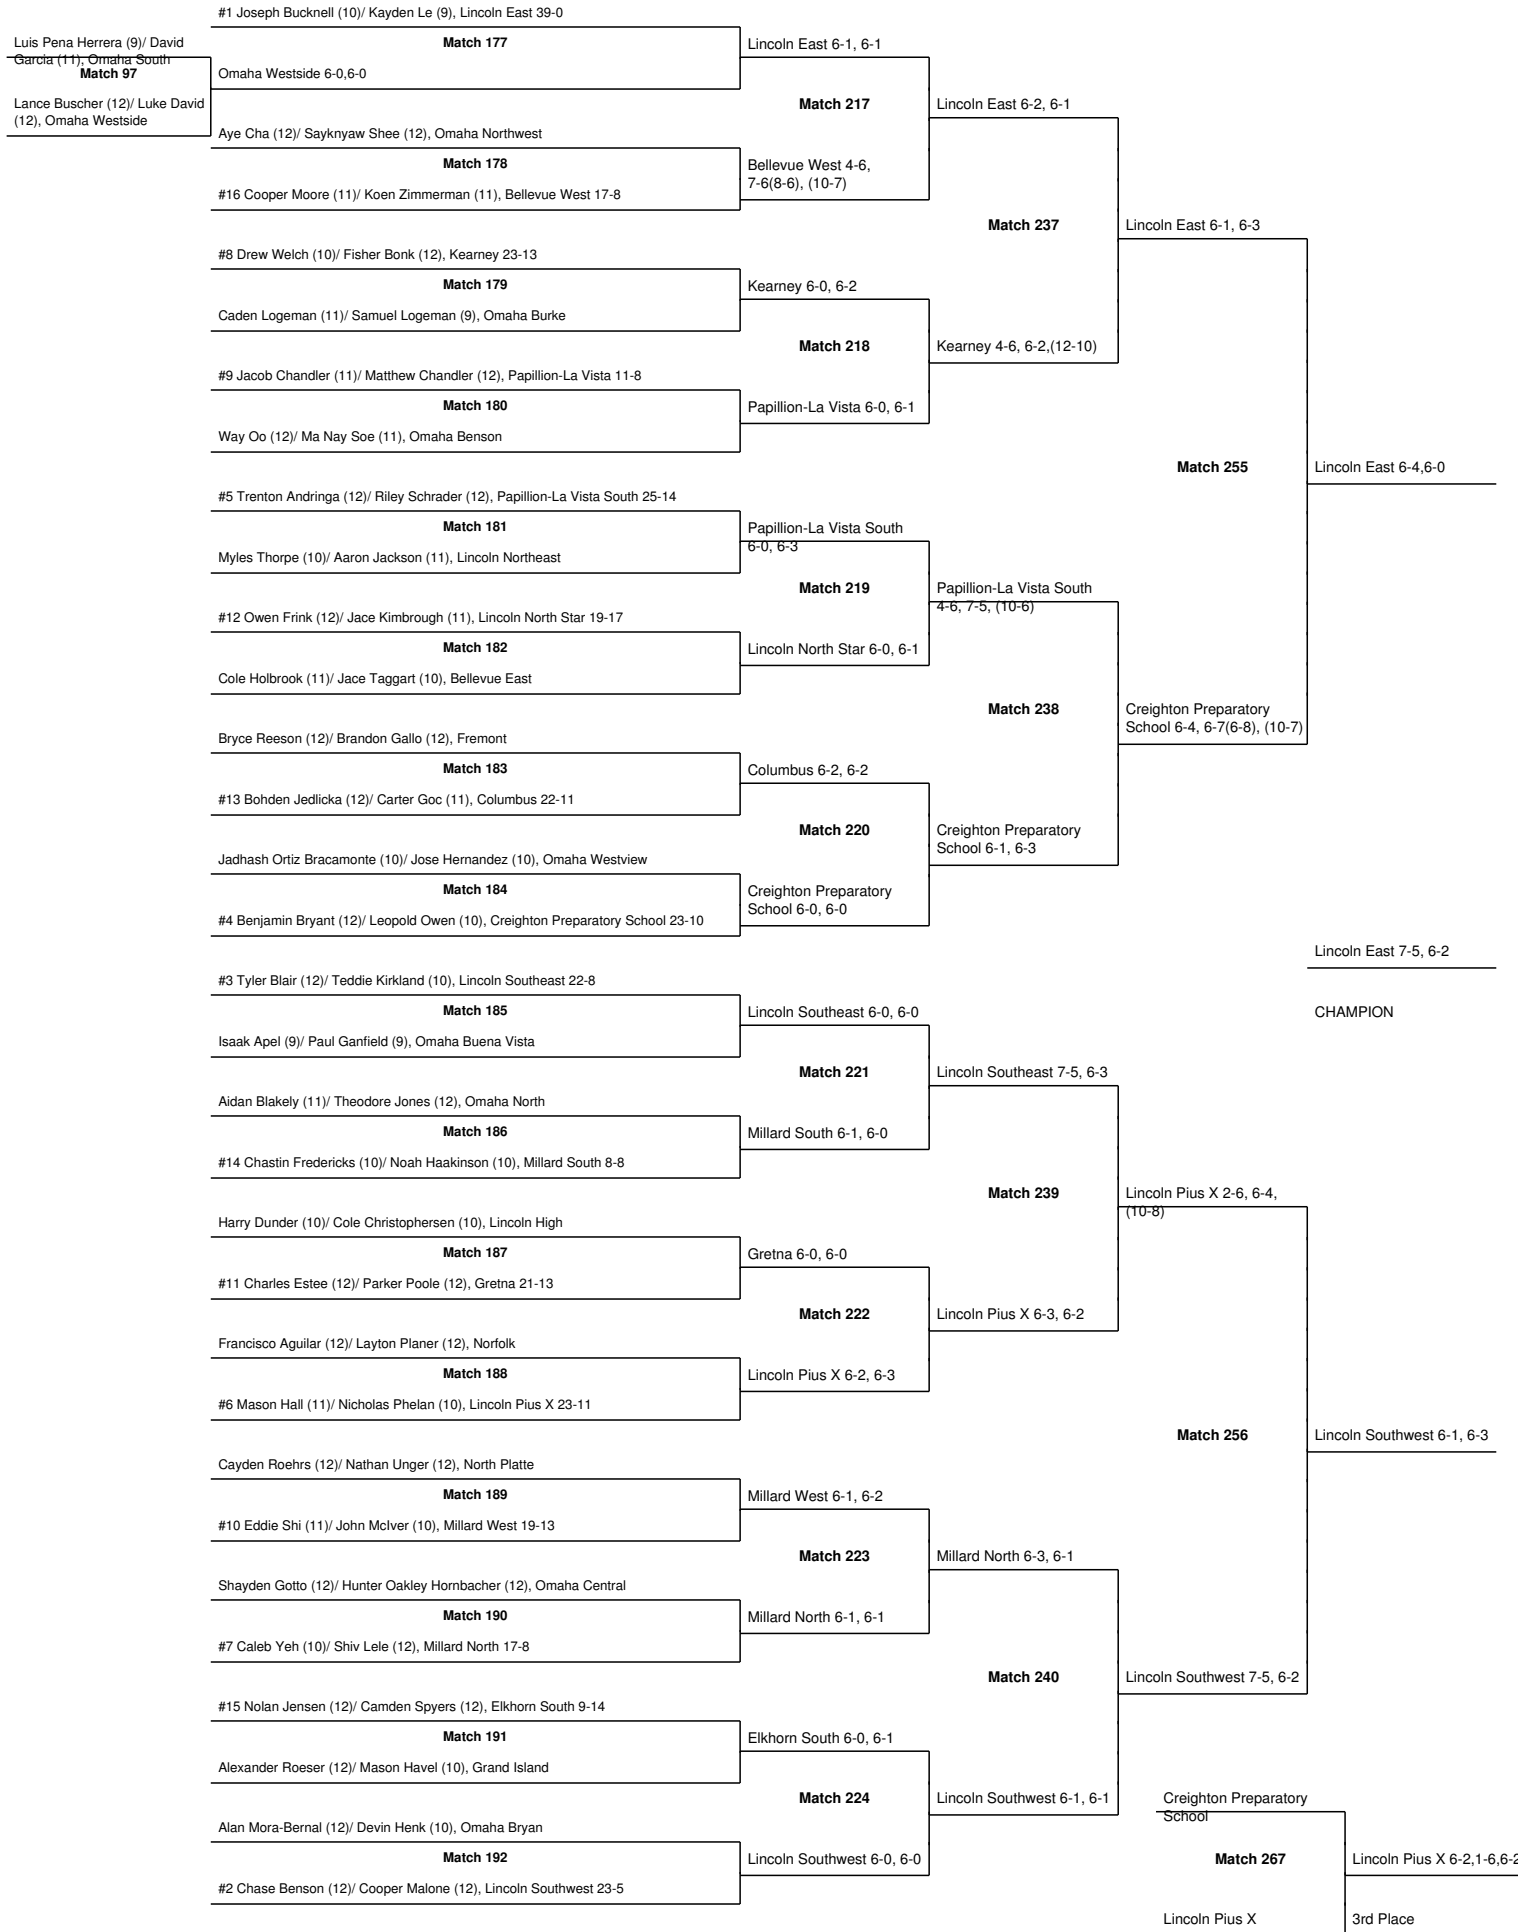 #1 Joseph Bucknell (10)/ Kayden Le (9), Lincoln East 39-0
Luis Pena Herrera (9)/ David
Garcia (11), Omaha South
Match 97
Lance Buscher (12)/ Luke David
(12), Omaha Westside
Match 177
Omaha Westside 6-0,6-0
Aye Cha (12)/ Sayknyaw Shee (12), Omaha Northwest
Match 178
#16 Cooper Moore (11)/ Koen Zimmerman (11), Bellevue West 17-8
#8 Drew Welch (10)/ Fisher Bonk (12), Kearney 23-13
Match 179
Caden Logeman (11)/ Samuel Logeman (9), Omaha Burke
#9 Jacob Chandler (11)/ Matthew Chandler (12), Papillion-La Vista 11-8
Match 180
Way Oo (12)/ Ma Nay Soe (11), Omaha Benson
#5 Trenton Andringa (12)/ Riley Schrader (12), Papillion-La Vista South 25-14
Match 181
Myles Thorpe (10)/ Aaron Jackson (11), Lincoln Northeast
#12 Owen Frink (12)/ Jace Kimbrough (11), Lincoln North Star 19-17
Match 182
Cole Holbrook (11)/ Jace Taggart (10), Bellevue East
Bryce Reeson (12)/ Brandon Gallo (12), Fremont
Match 183
#13 Bohden Jedlicka (12)/ Carter Goc (11), Columbus 22-11
Jadhash Ortiz Bracamonte (10)/ Jose Hernandez (10), Omaha Westview
Match 184
#4 Benjamin Bryant (12)/ Leopold Owen (10), Creighton Preparatory School 23-10
#3 Tyler Blair (12)/ Teddie Kirkland (10), Lincoln Southeast 22-8
Match 185
Isaak Apel (9)/ Paul Ganfield (9), Omaha Buena Vista
Aidan Blakely (11)/ Theodore Jones (12), Omaha North
Match 186
#14 Chastin Fredericks (10)/ Noah Haakinson (10), Millard South 8-8
Harry Dunder (10)/ Cole Christophersen (10), Lincoln High
Match 187
#11 Charles Estee (12)/ Parker Poole (12), Gretna 21-13
Francisco Aguilar (12)/ Layton Planer (12), Norfolk
Match 188
#6 Mason Hall (11)/ Nicholas Phelan (10), Lincoln Pius X 23-11
Cayden Roehrs (12)/ Nathan Unger (12), North Platte
Match 189
#10 Eddie Shi (11)/ John McIver (10), Millard West 19-13
Shayden Gotto (12)/ Hunter Oakley Hornbacher (12), Omaha Central
Match 190
#7 Caleb Yeh (10)/ Shiv Lele (12), Millard North 17-8
#15 Nolan Jensen (12)/ Camden Spyers (12), Elkhorn South 9-14
Match 191
Alexander Roeser (12)/ Mason Havel (10), Grand Island
Alan Mora-Bernal (12)/ Devin Henk (10), Omaha Bryan
Match 192
#2 Chase Benson (12)/ Cooper Malone (12), Lincoln Southwest 23-5
Lincoln East 6-1, 6-1
Match 217
Bellevue West 4-6,
7-6(8-6), (10-7)
Kearney 6-0, 6-2
Match 218
Papillion-La Vista 6-0, 6-1
Papillion-La Vista South
6-0, 6-3
Match 219
Lincoln North Star 6-0, 6-1
Columbus 6-2, 6-2
Match 220
Creighton Preparatory
School 6-0, 6-0
Lincoln Southeast 6-0, 6-0
Match 221
Millard South 6-1, 6-0
Gretna 6-0, 6-0
Match 222
Lincoln Pius X 6-2, 6-3
Millard West 6-1, 6-2
Match 223
Millard North 6-1, 6-1
Elkhorn South 6-0, 6-1
Match 224
Lincoln Southwest 6-0, 6-0
Lincoln East 6-2, 6-1
Match 237
Kearney 4-6, 6-2,(12-10)
Papillion-La Vista South
4-6, 7-5, (10-6)
Match 238
Creighton Preparatory
School 6-1, 6-3
Lincoln Southeast 7-5, 6-3
Match 239
Lincoln Pius X 6-3, 6-2
Millard North 6-3, 6-1
Match 240
Lincoln Southwest 6-1, 6-1
Lincoln East 6-1, 6-3
Match 255
Creighton Preparatory
School 6-4, 6-7(6-8), (10-7)
Lincoln Pius X 2-6, 6-4,
(10-8)
Match 256
Lincoln Southwest 7-5, 6-2
Lincoln East 6-4,6-0
Lincoln East 7-5, 6-2
CHAMPION
Lincoln Southwest 6-1, 6-3
Creighton Preparatory
School
Match 267
Lincoln Pius X
Lincoln Pius X 6-2,1-6,6-2
3rd Place